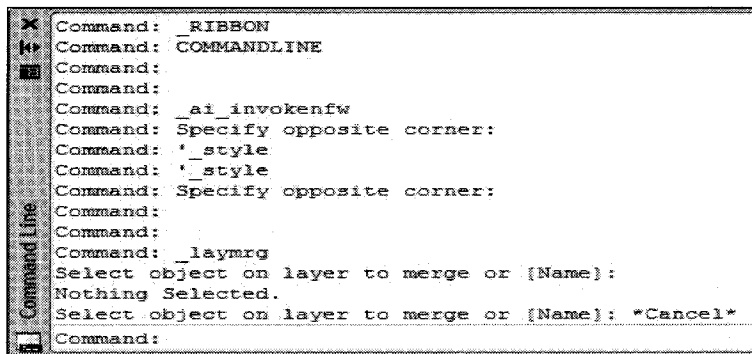 Command: _RIBBON
Command: COMMANDLINE
Command:
Command:
Command: _ai_invokenfw
Command: Specify opposite corner:
Command: '_style
Command: '_style
Command: Specify opposite corner:
Command:
Command:
Command: _laymrg
Select object on layer to merge or [Name]:
Nothing Selected.
Select object on layer to merge or [Name]: *Cancel*
Command:
Command Line